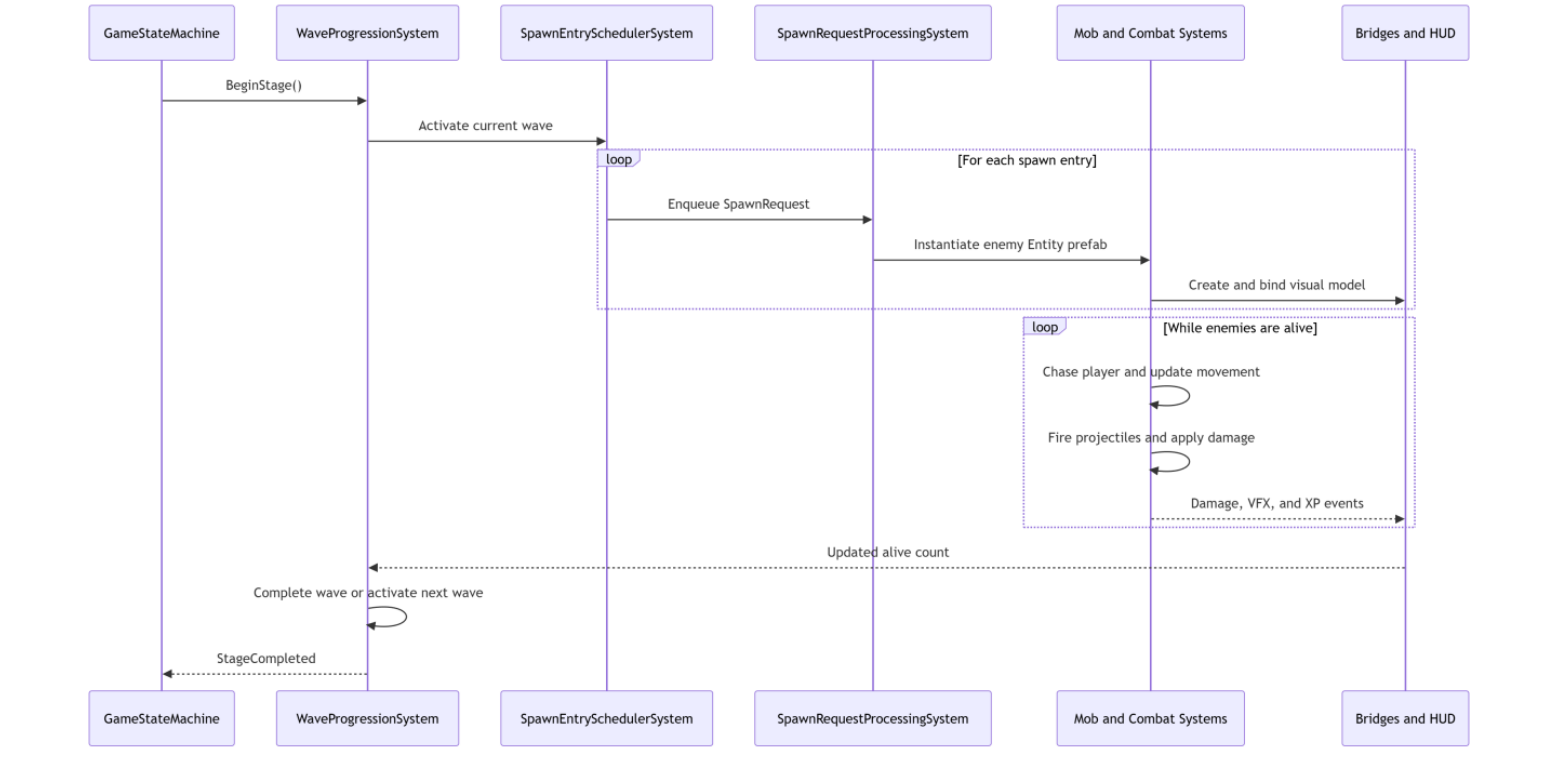 GameStateMachine
WaveProgressionSystem
SpawnEntrySchedulerSystem
SpawnRequestProcessingSystem
Mob and Combat Systems
Bridges and HUD
BeginStage()
Activate current wave
loop
[For each spawn entry]
Enqueue SpawnRequest
Instantiate enemy Entity prefab
Create and bind visual model
loop
[While enemies are alive]
Chase player and update movement
Fire projectiles and apply damage
Damage, VFX, and XP events
Updated alive count
Complete wave or activate next wave
StageCompleted
GameStateMachine
WaveProgressionSystem
SpawnEntrySchedulerSystem
SpawnRequestProcessingSystem
Mob and Combat Systems
Bridges and HUD